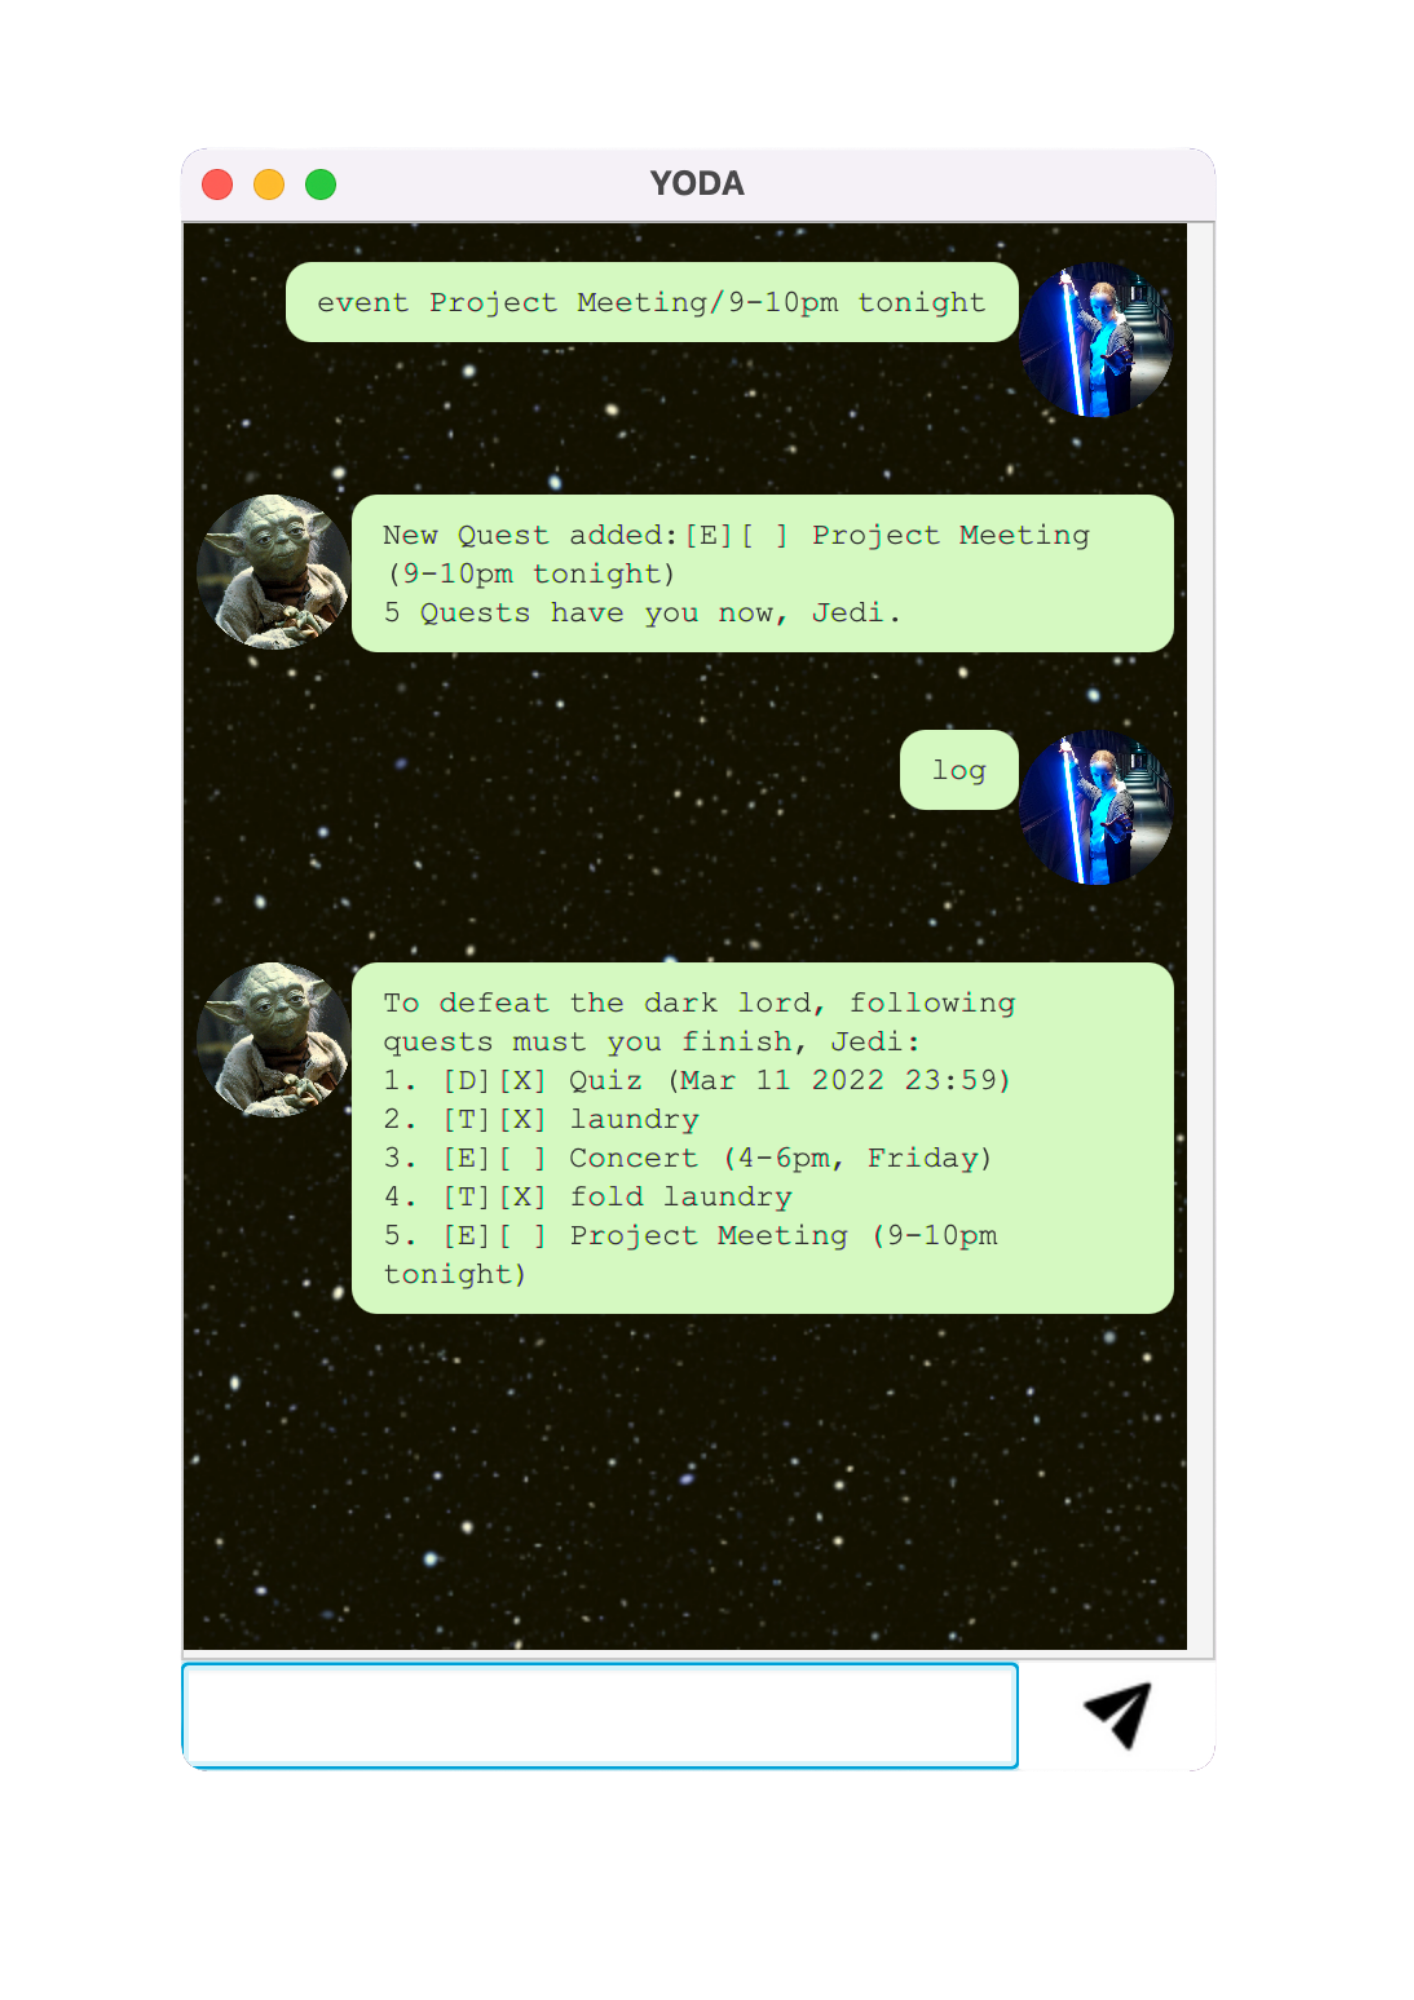 YODA
event Project Meeting/9-10pm tonight
New Quest added:[E][ ] Project Meeting
(9-10pm tonight)
5 Quests have you now, Jedi.
log
To defeat the dark lord, following
quests must you finish, Jedi:
1. [D][X] Quiz (Mar 11 2022 23:59)
2. [T][X] laundry
3. [E][ ] Concert (4-6pm, Friday)
4. [T][X] fold laundry
5. [E][ ] Project Meeting (9-10pm
tonight)